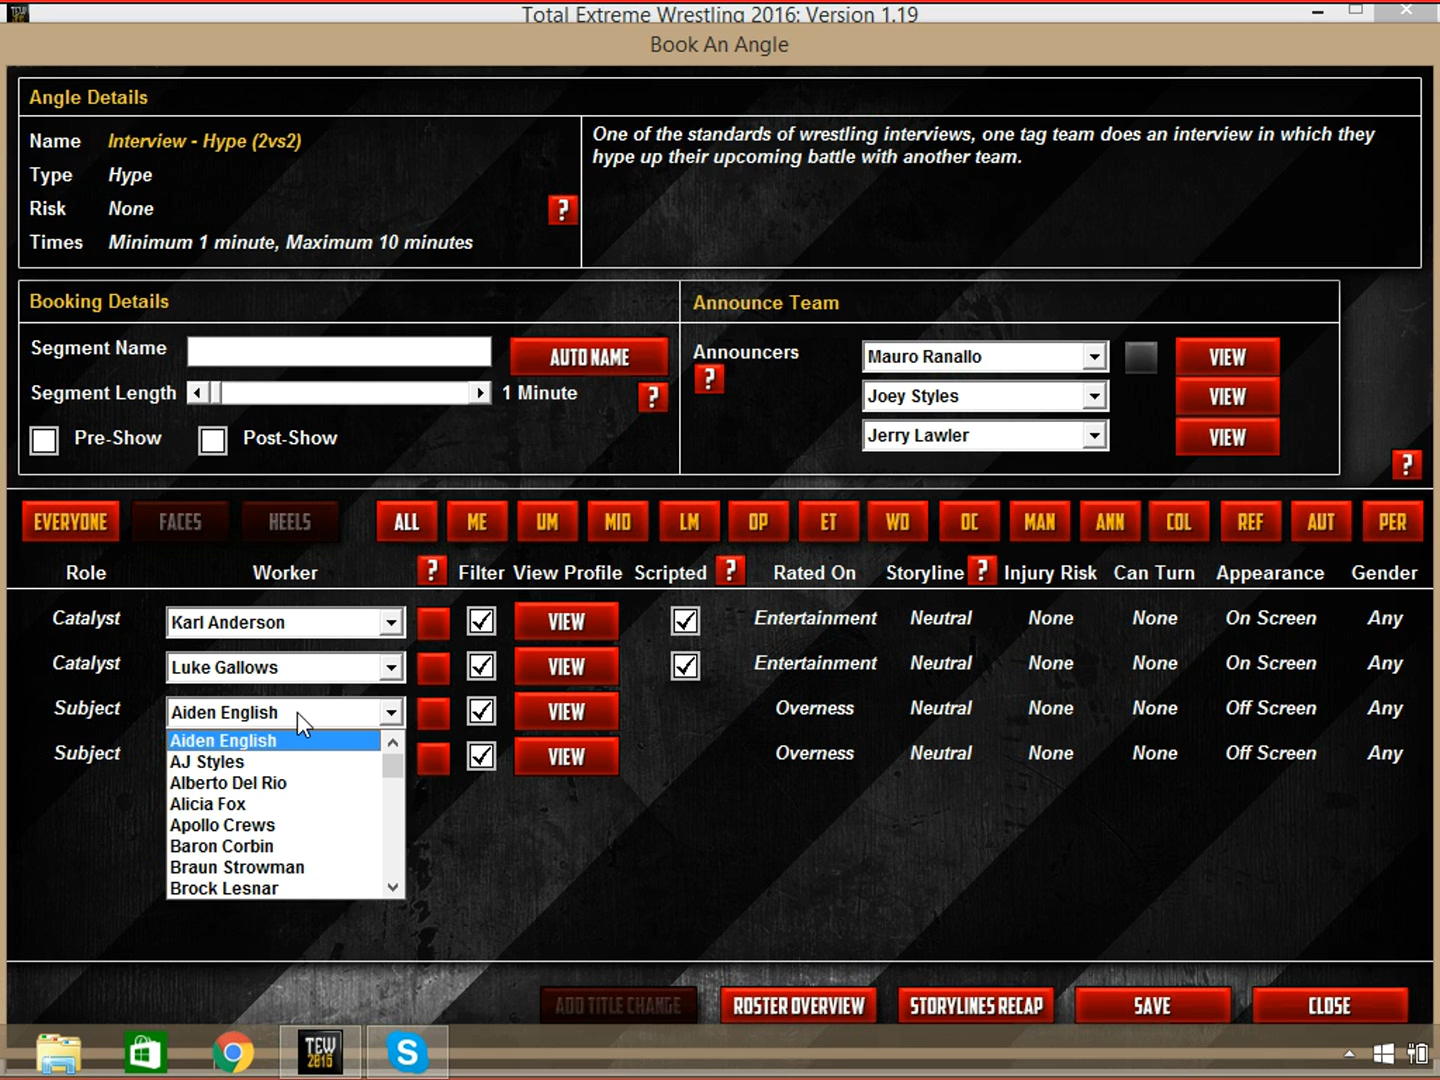 Total Extreme Wrestling 2016: Version 1.19
Book An Angle
Angle Details
Name Interview - Hype (2vs2)
Type Hype
Risk None
?
Times Minimum 1 minute, Maximum 10 minutes
One of the standards of wrestling interviews, one tag team does an interview in which they
hype up their upcoming battle with another team.
Booking Details
Segment Name
AUTO NAME
Segment Length 1 Minute ?
Pre-Show Post-Show
Announce Team
Announcers Mauro Ranallo VIEW
? Joey Styles VIEW
Jerry Lawler VIEW
?
EVERYONE FACES HEELS ALL ME UM MID LM OP ET WO OC MAN ANN COL REF AUT PER
Role Worker ? Filter View Profile Scripted ? Rated On Storyline ? Injury Risk Can Turn Appearance Gender
Catalyst Karl Anderson VIEW Entertainment Neutral None None On Screen Any
Catalyst Luke Gallows VIEW Entertainment Neutral None None On Screen Any
Subject Aiden English VIEW Overness Neutral None None Off Screen Any
Subject VIEW Overness Neutral None None Off Screen Any
Aiden English
AJ Styles
Alberto Del Rio
Alicia Fox
Apollo Crews
Baron Corbin
Braun Strowman
Brock Lesnar
ADD TITLE CHANGE ROSTER OVERVIEW STORYLINES RECAP SAVE CLOSE
TEW
2016
S